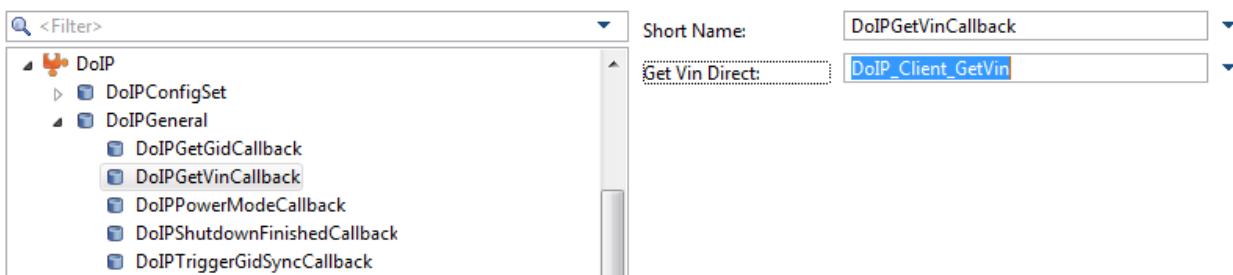 <Filter>
DoIP
DoIPConfigSet
DoIPGeneral
DoIPGetGidCallback
DoIPGetVinCallback
DoIPPowerModeCallback
DoIPShutdownFinishedCallback
DoIPTriggerGidSyncCallback
Short Name: DoIPGetVinCallback
Get Vin Direct: DoIP_Client_GetVin